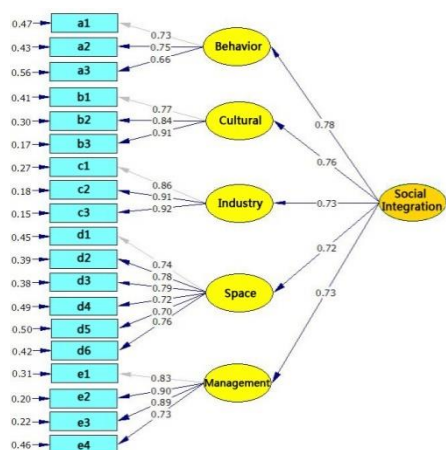 0.47 a1
0.43 a2
0.56 a3
0.73
0.75
0.66
Behavior
0.41 b1
0.30 b2
0.17 b3
0.77
0.84
0.91
Cultural
0.27 c1
0.18 c2
0.15 c3
0.86
0.91
0.92
Industry
0.45 d1
0.39 d2
0.38 d3
0.49 d4
0.50 d5
0.42 d6
0.74
0.78
0.79
0.72
0.70
0.76
Space
0.31 e1
0.20 e2
0.22 e3
0.46 e4
0.83
0.90
0.89
0.73
Management
0.78
0.76
0.73
0.72
0.73
Social
Integration